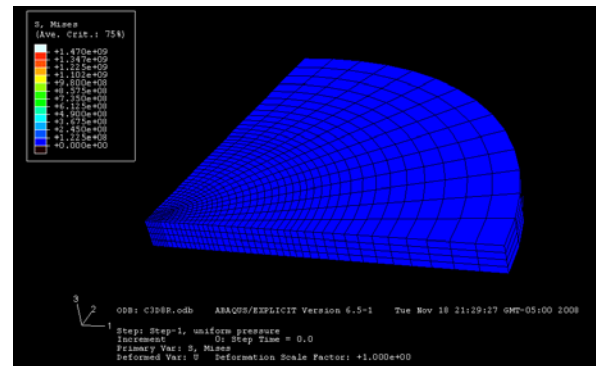 S, Mises
(Ave. Crit.: 75%)
+1.470e+09
+1.347e+09
+1.225e+09
+1.102e+09
+9.800e+08
+8.575e+08
+7.350e+08
+6.125e+08
+4.900e+08
+3.675e+08
+2.450e+08
+1.225e+08
+0.000e+00
3
2
1
ODB: C3D8R.odb ABAQUS/EXPLICIT Version 6.5-1 Tue Nov 18 21:29:27 GMT-05:00 2008
Step: Step-1, uniform pressure
Increment 0: Step Time = 0.0
Primary Var: S, Mises
Deformed Var: U Deformation Scale Factor: +1.000e+00